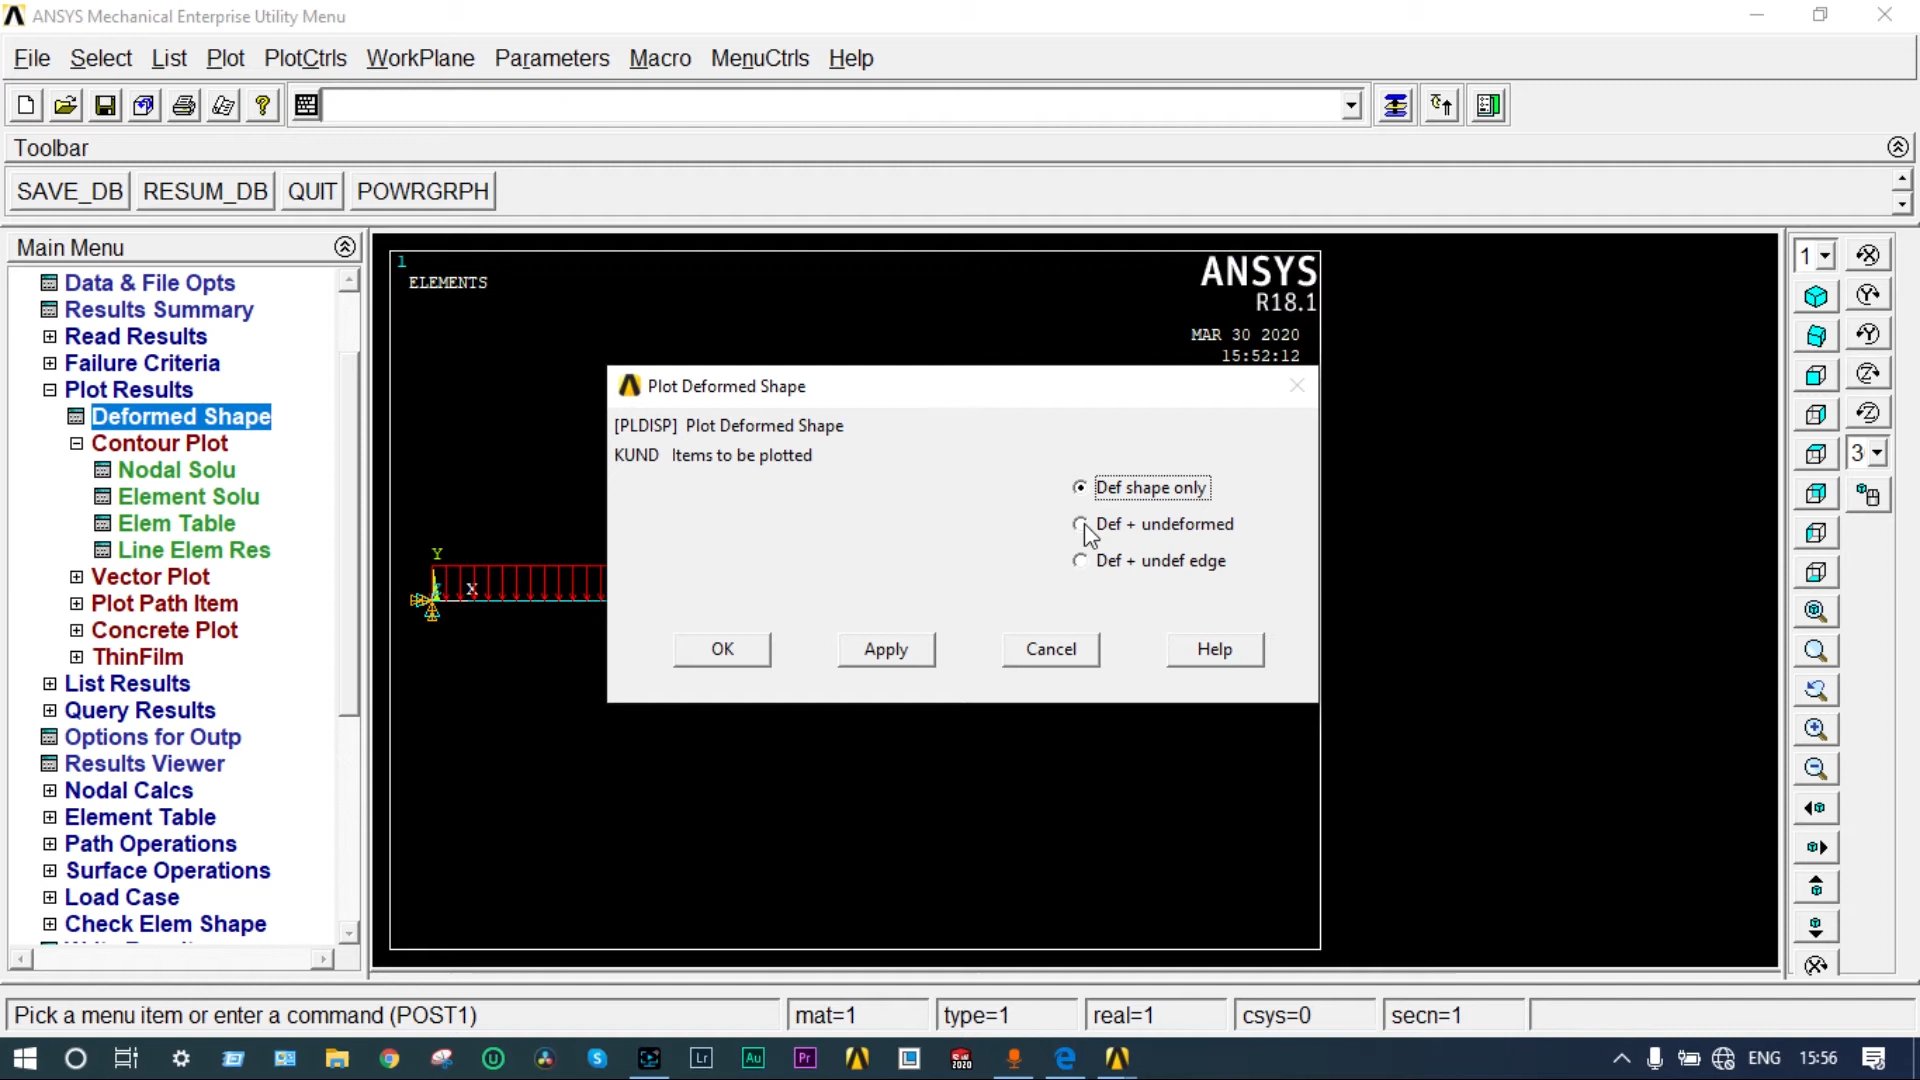 ANSYS Mechanical Enterprise Utility Menu
File Select List Plot PlotCtrls WorkPlane Parameters Macro MenuCtrls Help
Toolbar
SAVE_DB RESUM_DB QUIT POWRGRPH
Main Menu
Data & File Opts
Results Summary
Read Results
Failure Criteria
Plot Results
Deformed Shape
Contour Plot
Nodal Solu
Element Solu
Elem Table
Line Elem Res
Vector Plot
Plot Path Item
Concrete Plot
ThinFilm
List Results
Query Results
Options for Outp
Results Viewer
Nodal Calcs
Element Table
Path Operations
Surface Operations
Load Case
Check Elem Shape
1
ELEMENTS
ANSYS
R18.1
MAR 30 2020
15:52:12
Y
X
Plot Deformed Shape
[PLDISP] Plot Deformed Shape
KUND Items to be plotted
Def shape only
Def + undeformed
Def + undef edge
OK Apply Cancel Help
1
3
Pick a menu item or enter a command (POST1) mat=1 type=1 real=1 csys=0 secn=1
Lr Au Pr L ENG 15:56